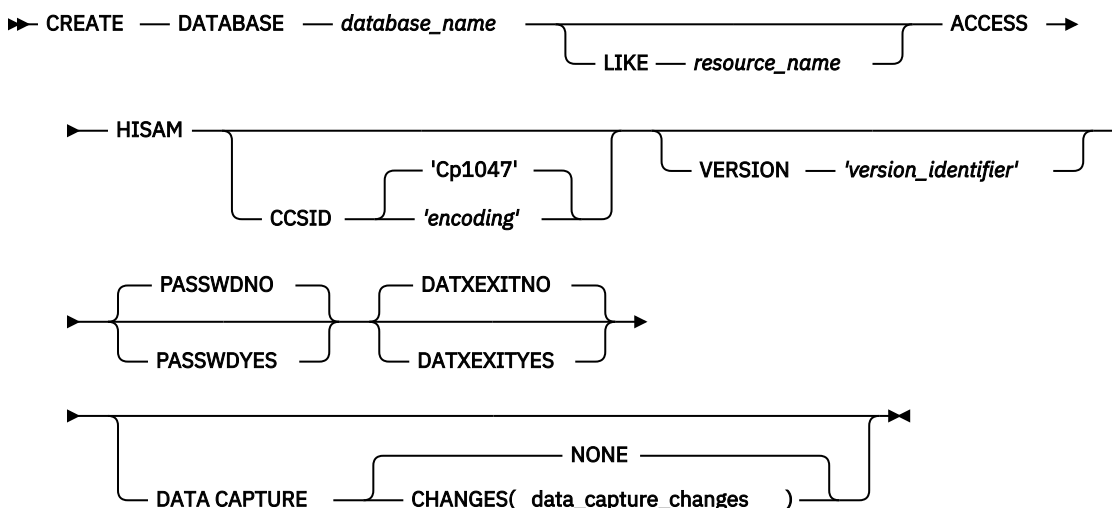 CREATE DATABASE database_name ACCESS
LIKE resource_name
HISAM
'Cp1047' VERSION 'version_identifier'
CCSID 'encoding'
PASSWDNO DATXEXITNO
PASSWDYES DATXEXITYES
NONE
DATA CAPTURE CHANGES( data_capture_changes )